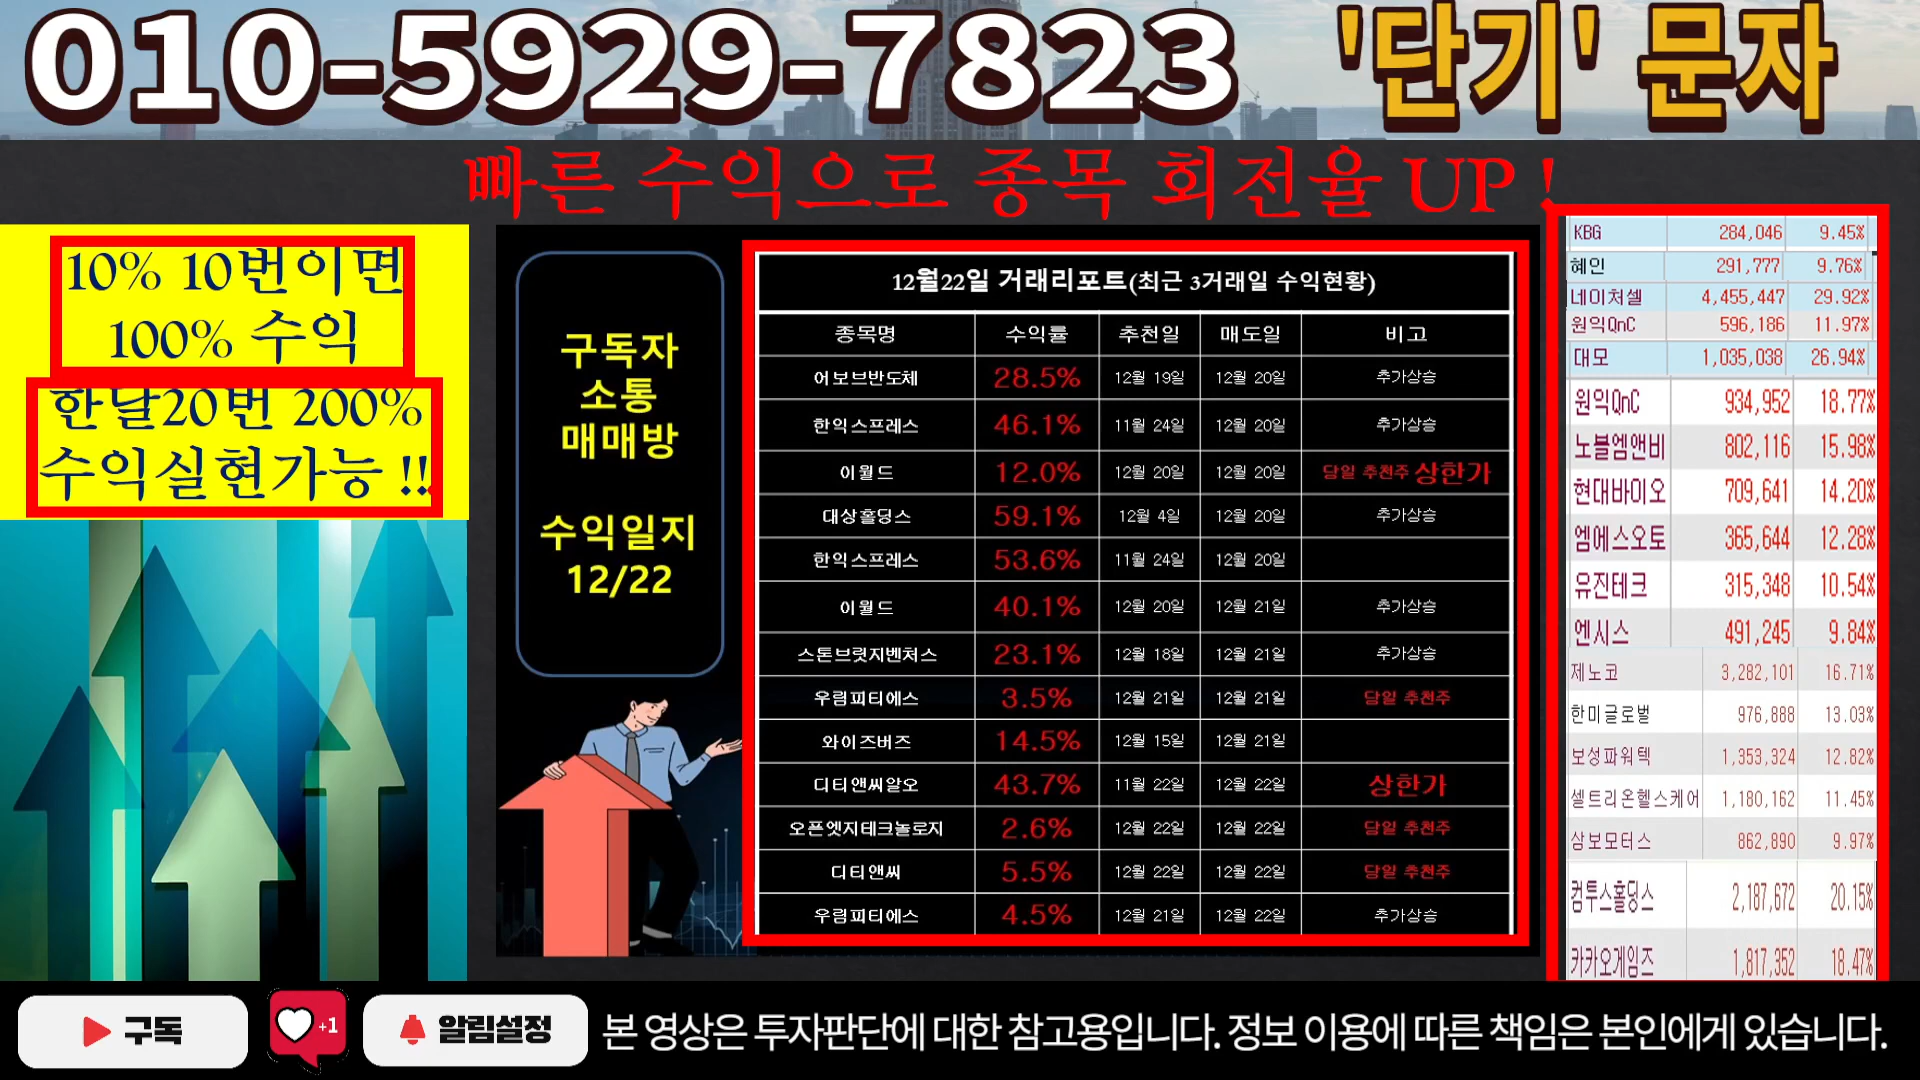 010-5929-7823 '단기' 문자
빠른 수익으로 종목 회전율 UP !
10% 10번이면
100% 수익
한달20번 200%
수익실현가능 !!
구독자
소통
매매방
수익일지
12/22
12월22일 거래리포트(최근 3거래일 수익현황)
종목명 수익률 추천일 매도일 비고
어보브반도체 28.5% 12월 19일 12월 20일 추가상승
한익스프레스 46.1% 11월 24일 12월 20일 추가상승
이월드 12.0% 12월 20일 12월 20일 당일 추천주 상한가
대상홀딩스 59.1% 12월 4일 12월 20일 추가상승
한익스프레스 53.6% 11월 24일 12월 20일
이월드 40.1% 12월 20일 12월 21일 추가상승
스톤브릿지벤처스 23.1% 12월 18일 12월 21일 추가상승
우림피티에스 3.5% 12월 21일 12월 21일 당일 추천주
와이즈버즈 14.5% 12월 15일 12월 21일
디티앤씨알오 43.7% 11월 22일 12월 22일 상한가
오픈엣지테크놀로지 2.6% 12월 22일 12월 22일 당일 추천주
디티앤씨 5.5% 12월 22일 12월 22일 당일 추천주
우림피티에스 4.5% 12월 21일 12월 22일 추가상승
KBG 284,046 9.45%
혜인 291,777 9.76%
네이처셀 4,455,447 29.92%
원익QnC 596,186 11.97%
대모 1,035,038 26.94%
원익QnC 934,952 18.77%
노블엠앤비 802,116 15.98%
현대바이오 709,641 14.20%
엠에스오토 365,644 12.28%
유진테크 315,348 10.54%
엔시스 491,245 9.84%
제노코 3,282,101 16.71%
한미글로벌 976,888 13.03%
보성파워텍 1,353,324 12.82%
셀트리온헬스케어 1,180,162 11.45%
삼보모터스 862,890 9.97%
컴투스홀딩스 2,187,672 20.15%
카카오게임즈 1,817,352 18.47%
구독 +1 알림설정 본 영상은 투자판단에 대한 참고용입니다. 정보 이용에 따른 책임은 본인에게 있습니다.